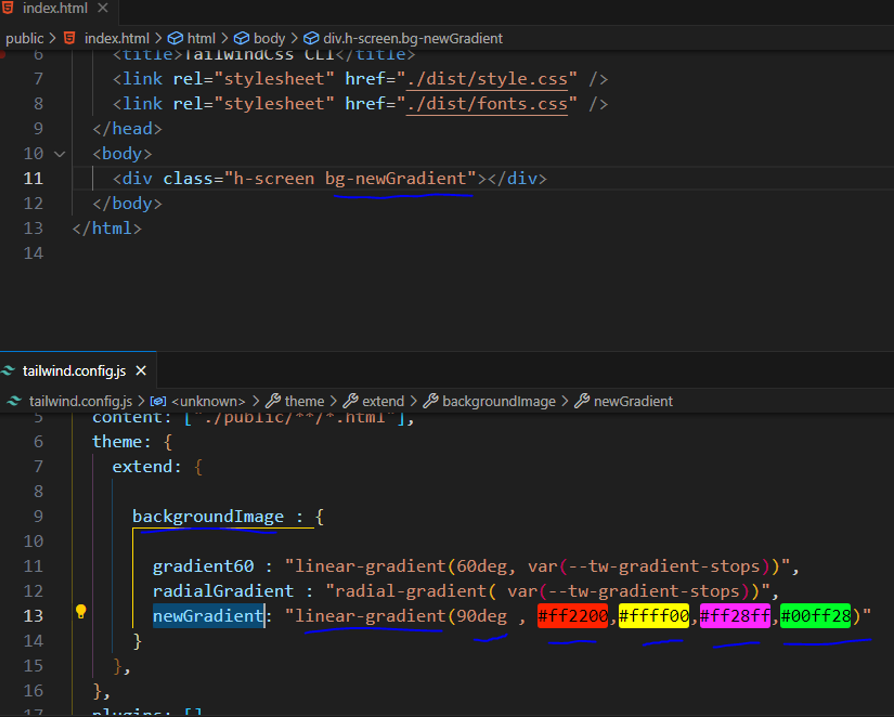 index.html ×
public > index.html > html > body > div.h-screen.bg-newGradient
6 <title>TailwindCss CLI</title>
7 <link rel="stylesheet" href="./dist/style.css" />
8 <link rel="stylesheet" href="./dist/fonts.css" />
9 </head>
10 <body>
11 <div class="h-screen bg-newGradient"></div>
12 </body>
13 </html>
14
tailwind.config.js ×
tailwind.config.js > <unknown> > theme > extend > backgroundImage > newGradient
5 content: ["./public/**/*.html"],
6 theme: {
7 extend: {
8
9 backgroundImage : {
10
11 gradient60 : "linear-gradient(60deg, var(--tw-gradient-stops))",
12 radialGradient : "radial-gradient( var(--tw-gradient-stops))",
13 newGradient: "linear-gradient(90deg , #ff2200,#ffff00,#ff28ff,#00ff28)"
14 }
15 },
16 },
17 plugins: []